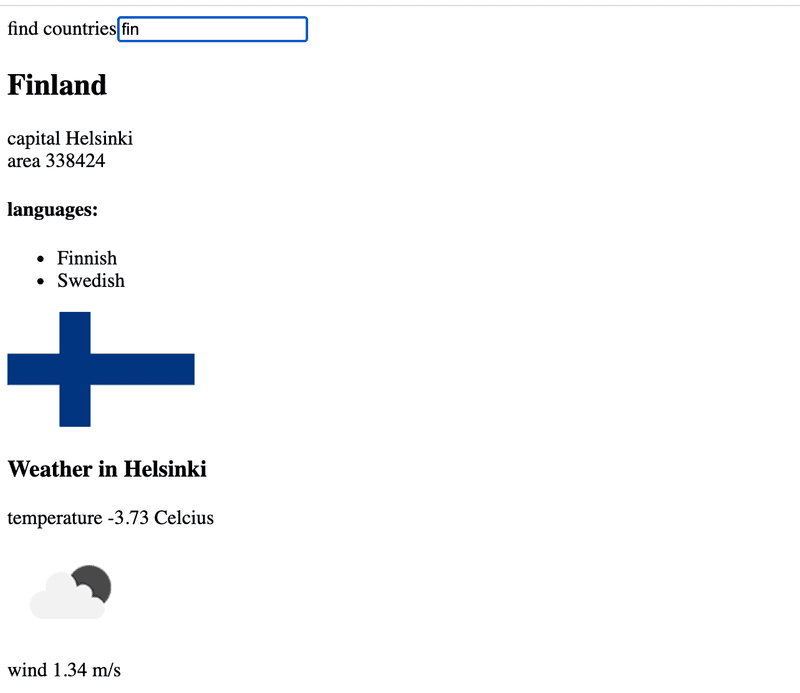 find countries fin
Finland
capital Helsinki
area 338424
languages:
Finnish
Swedish
Weather in Helsinki
temperature -3.73 Celcius
wind 1.34 m/s